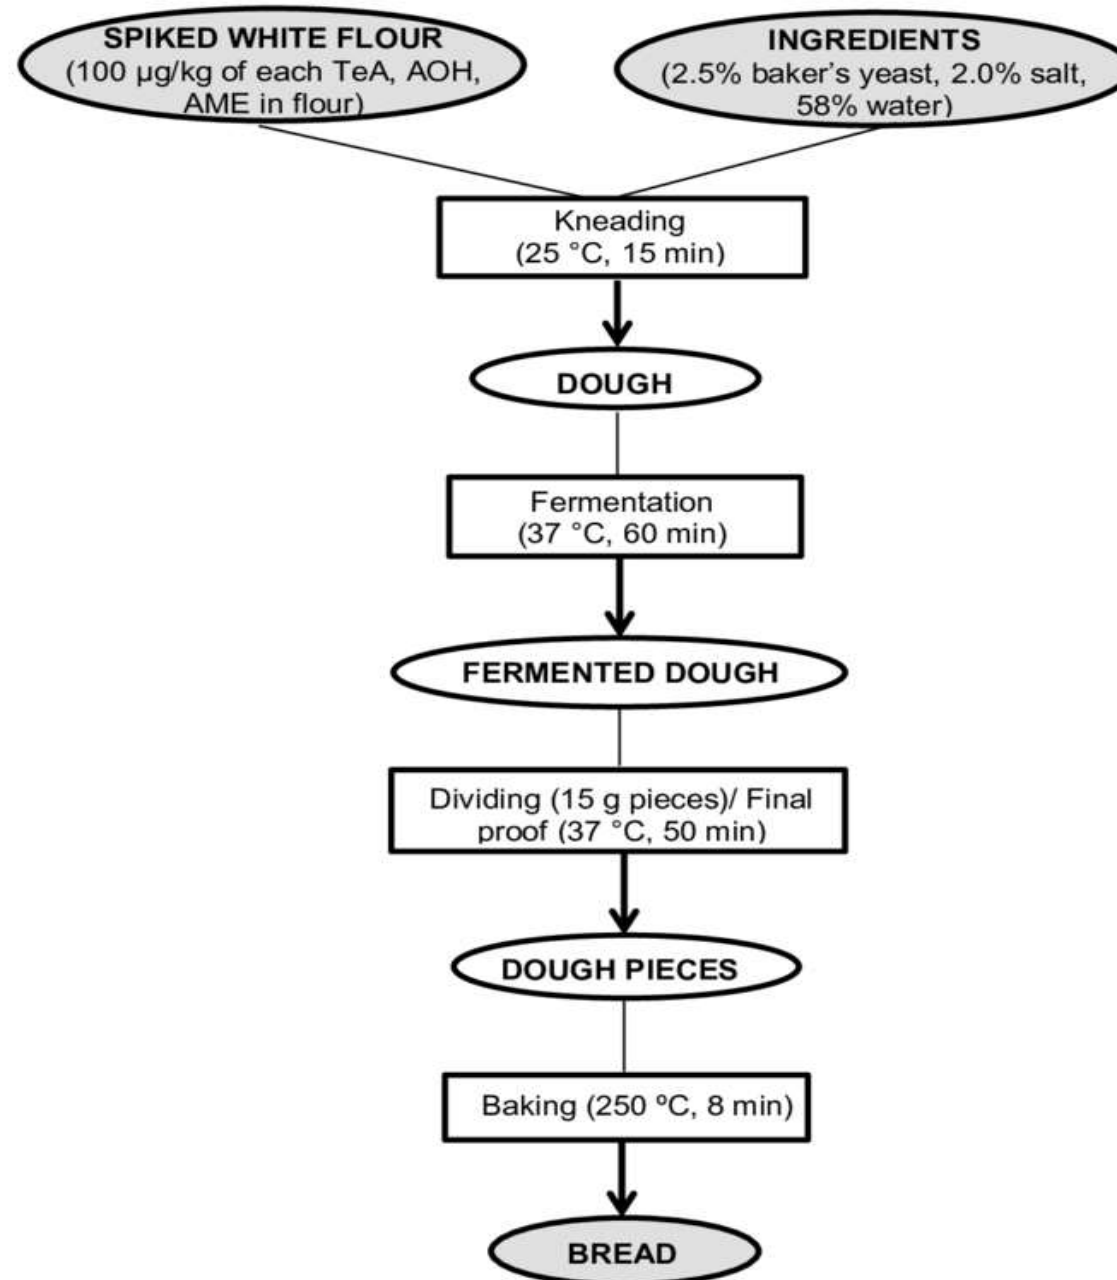 SPIKED WHITE FLOUR
(100 µg/kg of each TeA, AOH,
AME in flour)
INGREDIENTS
(2.5% baker's yeast, 2.0% salt,
58% water)
Kneading
(25 °C, 15 min)
DOUGH
Fermentation
(37 °C, 60 min)
FERMENTED DOUGH
Dividing (15 g pieces)/ Final
proof (37 °C, 50 min)
DOUGH PIECES
Baking (250 ºC, 8 min)
BREAD